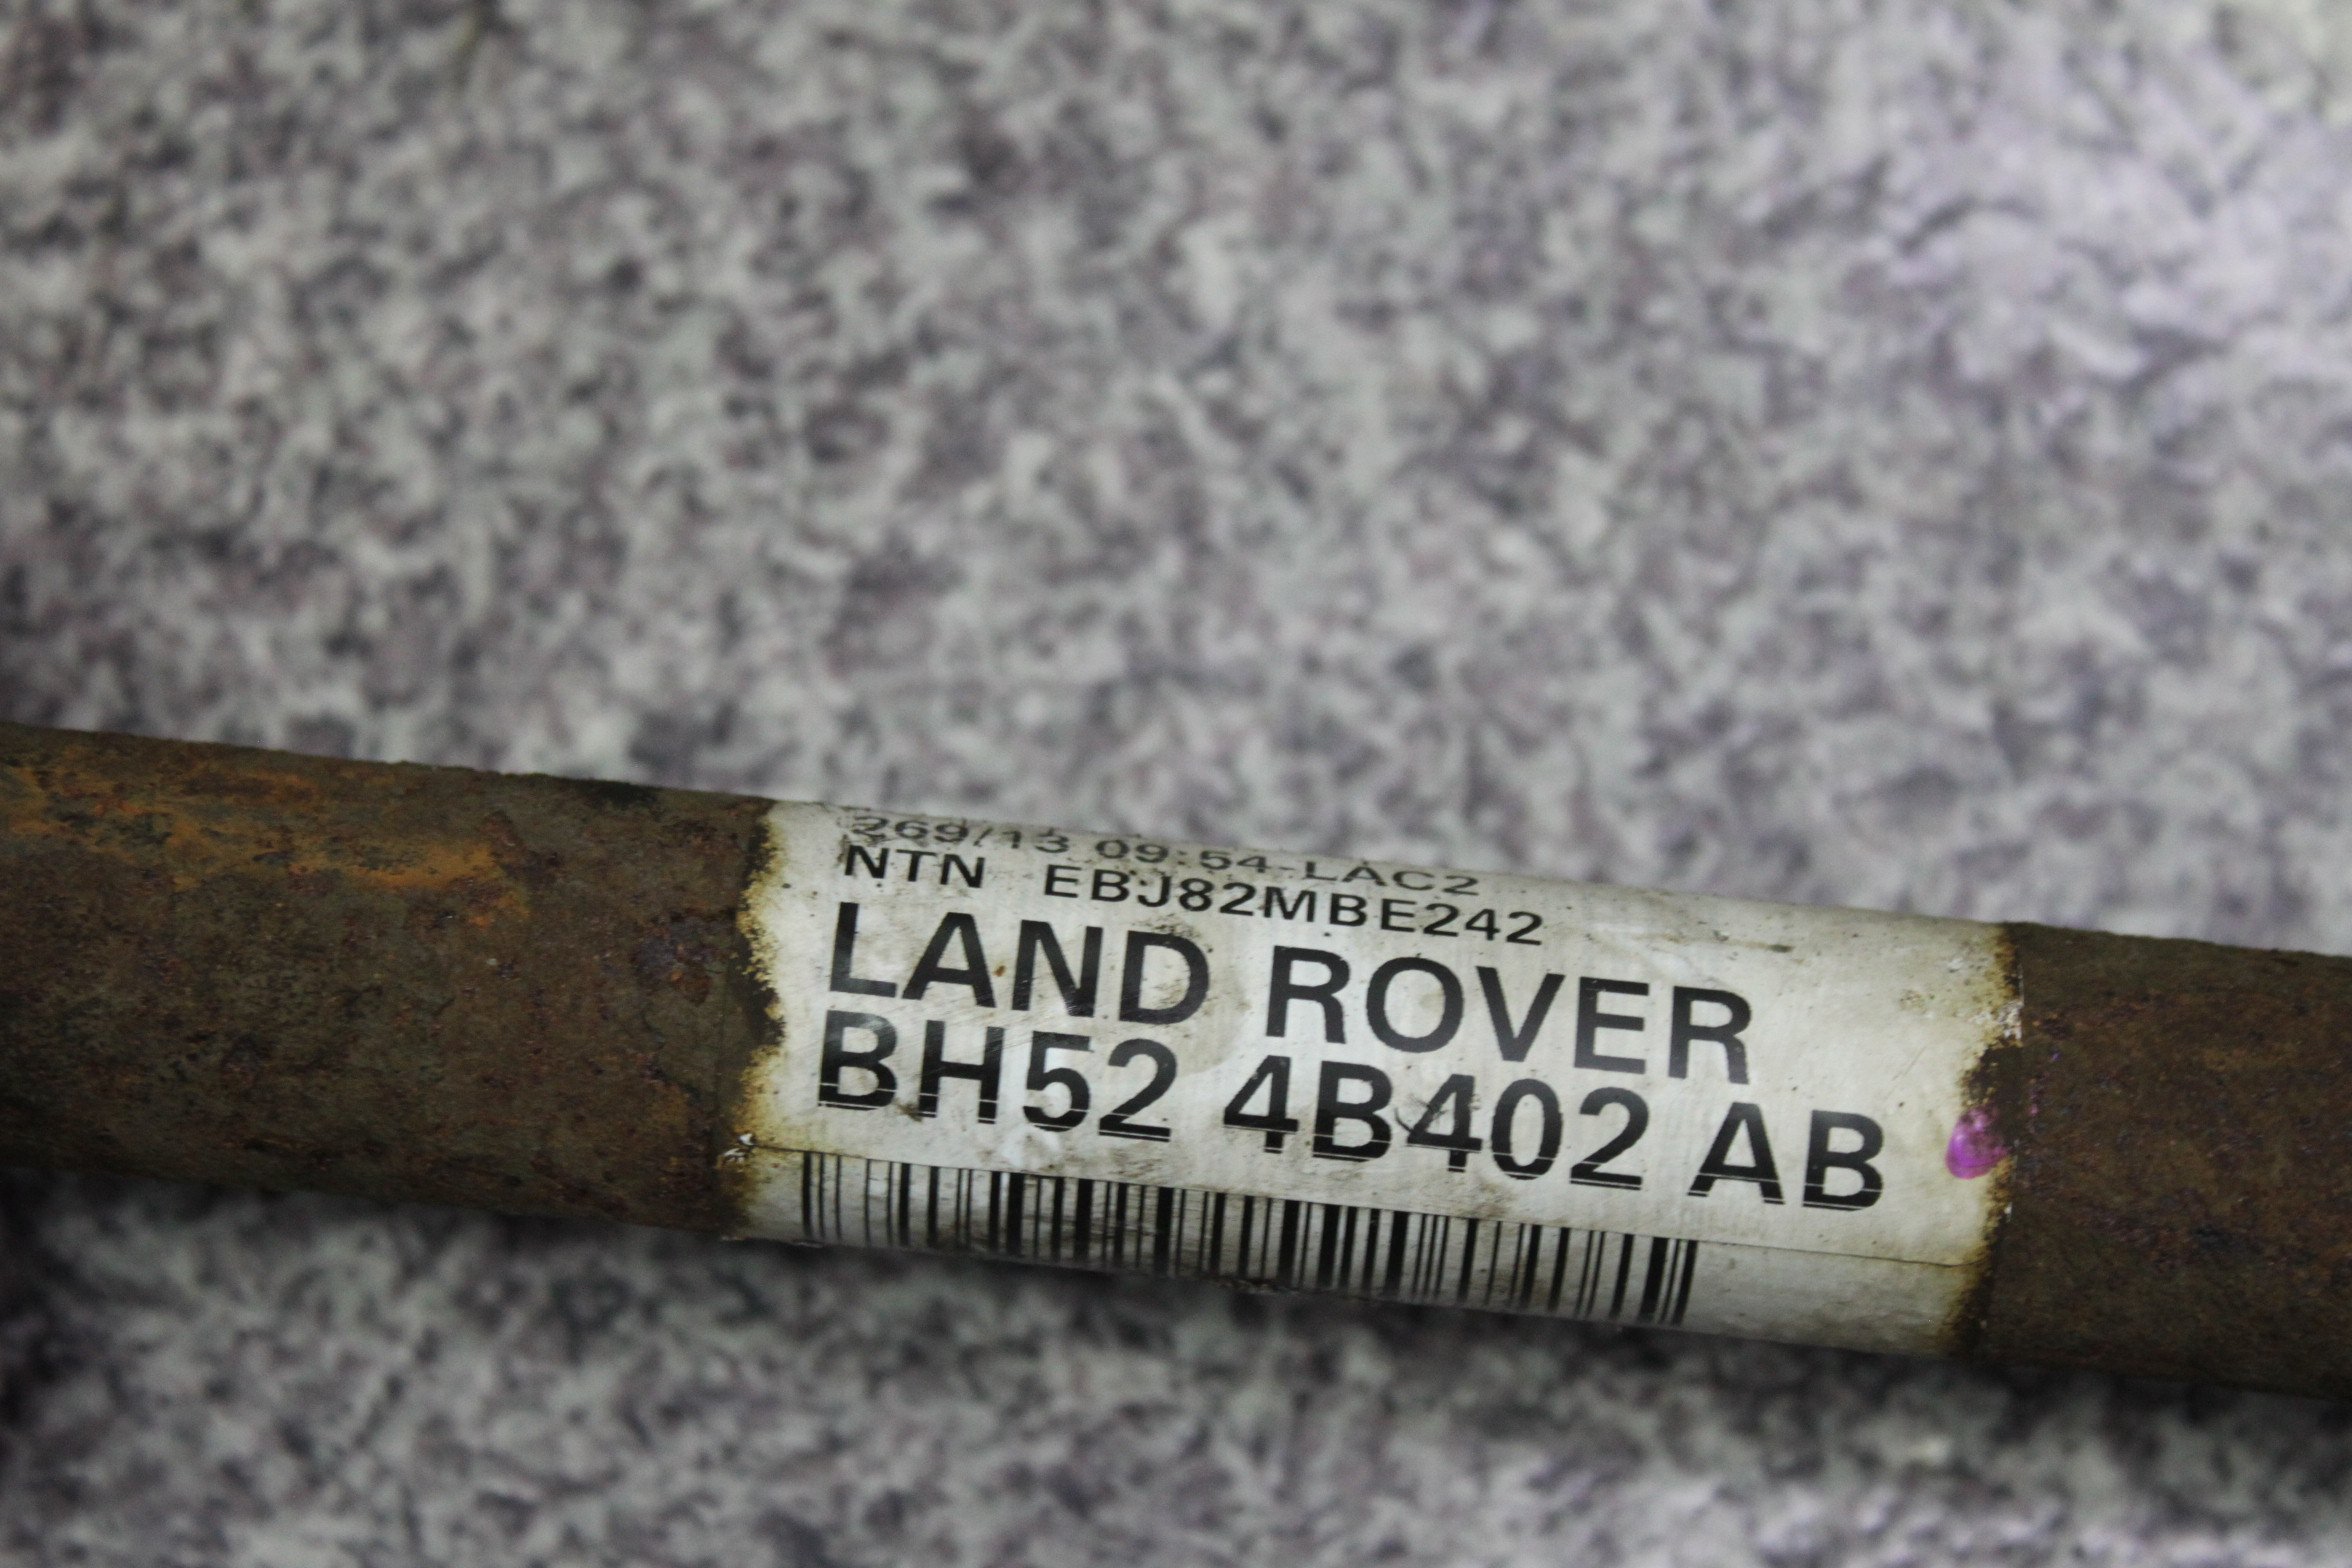 269/13 09:54-LAC2
NTN EBJ82MBE242
LAND ROVER
BH52 4B402 AB